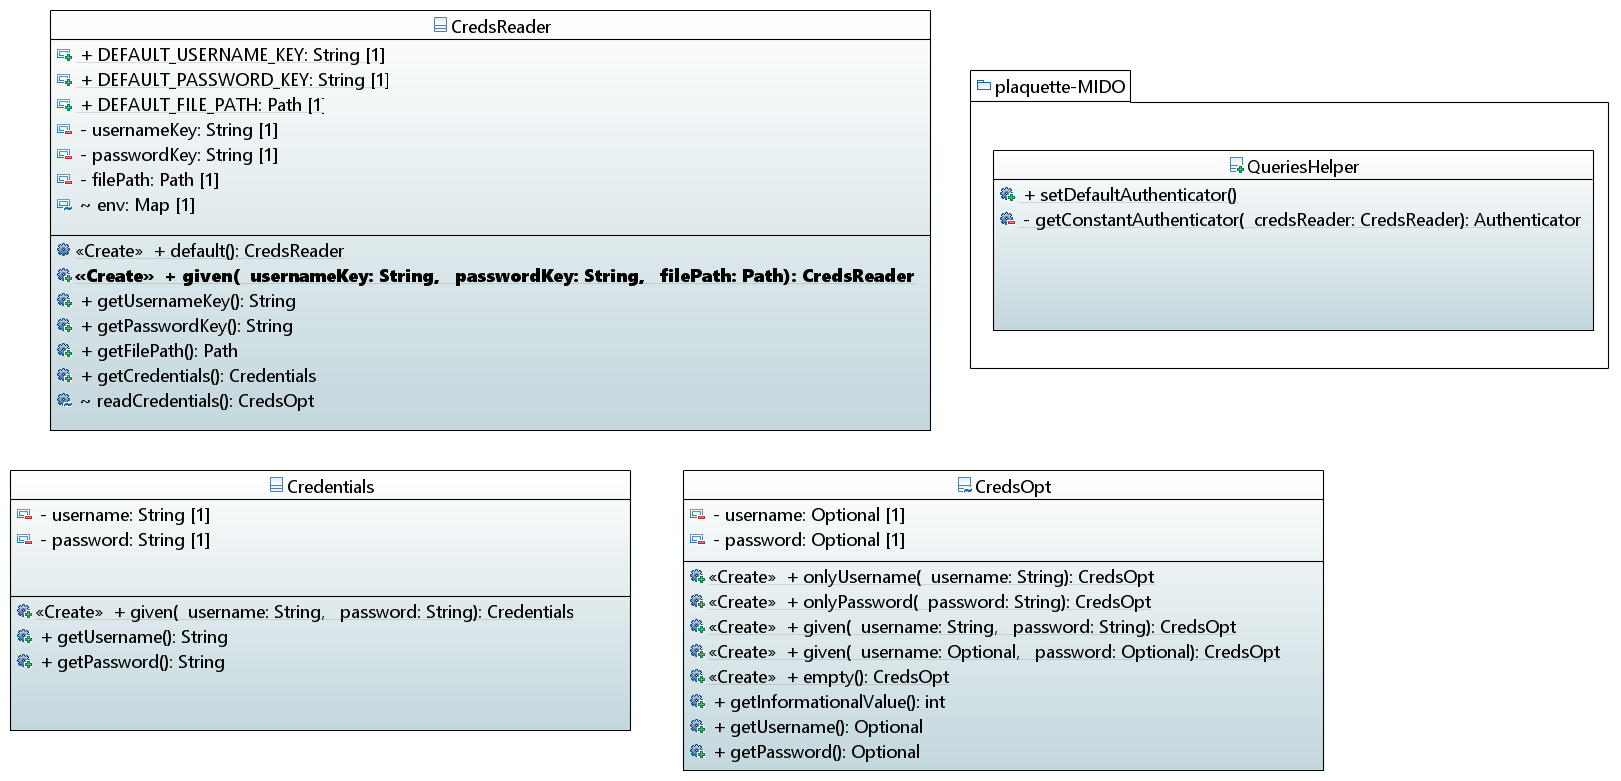 CredsReader
+ DEFAULT_USERNAME_KEY: String [1]
+ DEFAULT_PASSWORD_KEY: String [1]
+ DEFAULT_FILE_PATH: Path [1]
- usernameKey: String [1]
- passwordKey: String [1]
- filePath: Path [1]
~ env: Map [1]
«Create» + default(): CredsReader
«Create» + given( usernameKey: String, passwordKey: String, filePath: Path): CredsReader
+ getUsernameKey(): String
+ getPasswordKey(): String
+ getFilePath(): Path
+ getCredentials(): Credentials
~ readCredentials(): CredsOpt
plaquette-MIDO
QueriesHelper
+ setDefaultAuthenticator()
- getConstantAuthenticator( credsReader: CredsReader): Authenticator
Credentials
- username: String [1]
- password: String [1]
«Create» + given( username: String, password: String): Credentials
+ getUsername(): String
+ getPassword(): String
CredsOpt
- username: Optional [1]
- password: Optional [1]
«Create» + onlyUsername( username: String): CredsOpt
«Create» + onlyPassword( password: String): CredsOpt
«Create» + given( username: String, password: String): CredsOpt
«Create» + given( username: Optional, password: Optional): CredsOpt
«Create» + empty(): CredsOpt
+ getInformationalValue(): int
+ getUsername(): Optional
+ getPassword(): Optional